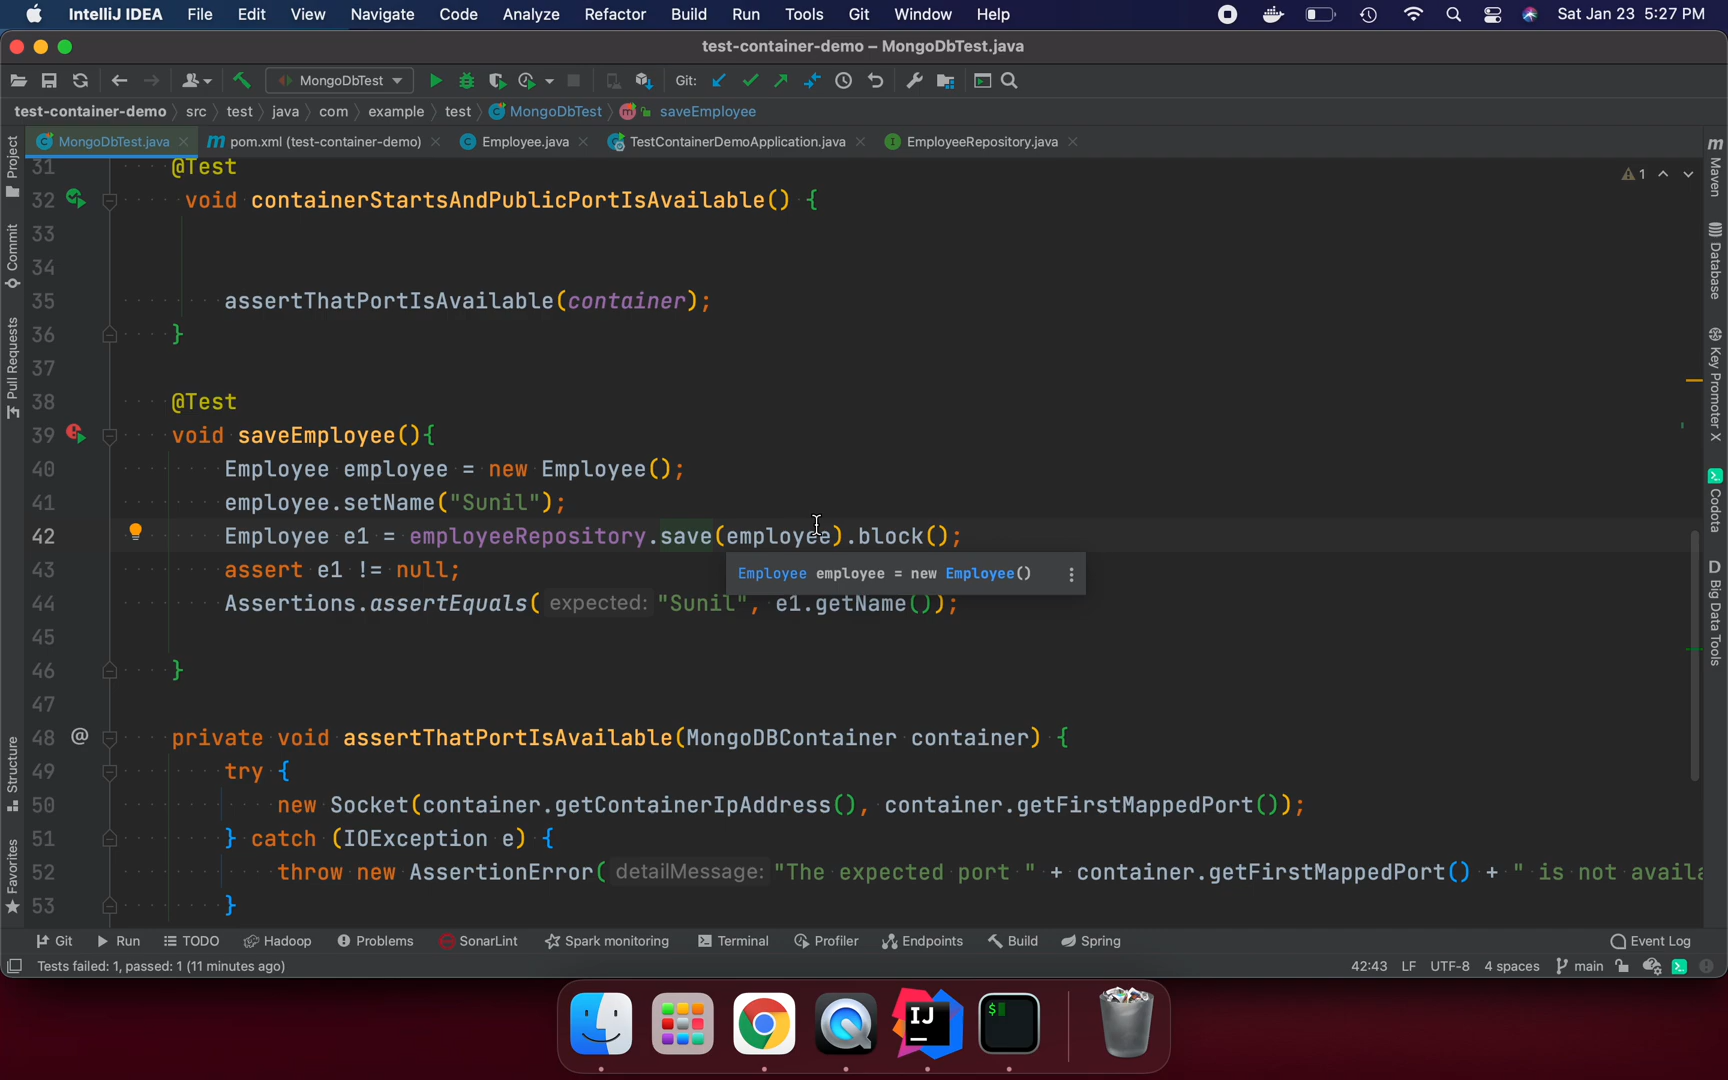 IntelliJ IDEA File Edit View Navigate Code Analyze Refactor Build Run Tools Git Window Help Sat Jan 23 5:27 PM
test-container-demo – MongoDbTest.java
MongoDbTest Git:
test-container-demo src test java com example test MongoDbTest m saveEmployee
MongoDbTest.java m pom.xml (test-container-demo) C Employee.java TestContainerDemoApplication.java I EmployeeRepository.java
31 @Test
1
32 void containerStartsAndPublicPortIsAvailable() {
33
34
35 assertThatPortIsAvailable(container);
36 }
37
38 @Test
39 void saveEmployee(){
40 Employee employee = new Employee();
41 employee.setName("Sunil");
42 Employee e1 = employeeRepository.save(employee).block();
Employee employee = new Employee()
43 assert e1 != null;
44 Assertions.assertEquals( expected: "Sunil", e1.getName());
45
46 }
47
48 @ private void assertThatPortIsAvailable(MongoDBContainer container) {
49 try {
50 new Socket(container.getContainerIpAddress(), container.getFirstMappedPort());
51 } catch (IOException e) {
52 throw new AssertionError( detailMessage: "The expected port " + container.getFirstMappedPort() + " is not availa
53 }
Project
Commit
Pull Requests
Structure
Favorites
m Maven
Database
Key Promoter X
Codota
D Big Data Tools
Git Run TODO Hadoop Problems SonarLint Spark monitoring Terminal Profiler Endpoints Build Spring Event Log
Tests failed: 1, passed: 1 (11 minutes ago) 42:43 LF UTF-8 4 spaces main
IJ
$